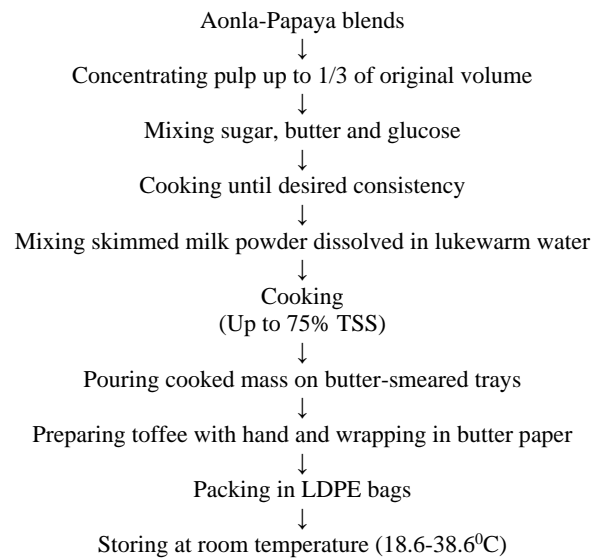 Aonla-Papaya blends
↓
Concentrating pulp up to 1/3 of original volume
↓
Mixing sugar, butter and glucose
↓
Cooking until desired consistency
↓
Mixing skimmed milk powder dissolved in lukewarm water
↓
Cooking
(Up to 75% TSS)
↓
Pouring cooked mass on butter-smeared trays
↓
Preparing toffee with hand and wrapping in butter paper
↓
Packing in LDPE bags
↓
Storing at room temperature (18.6-38.6⁰C)